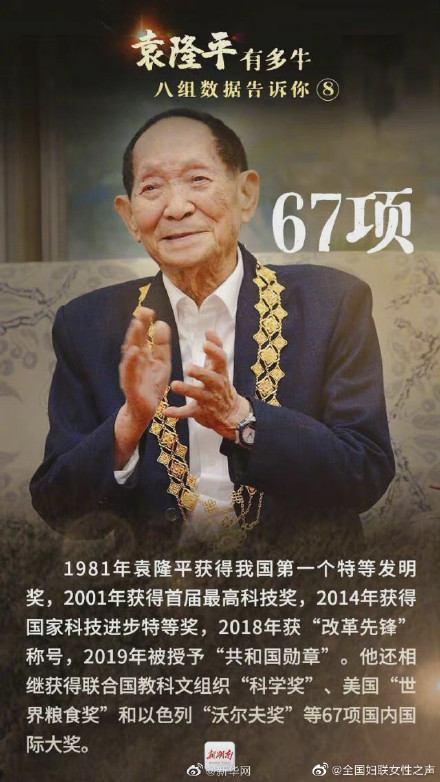 袁隆平有多牛
八组数据告诉你⑧
67项
1981年袁隆平获得我国第一个特等发明
奖，2001年获得首届最高科技奖，2014年获得
国家科技进步特等奖，2018年获“改革先锋”
称号，2019年被授予“共和国勋章”。他还相
继获得联合国教科文组织“科学奖”、美国“世
界粮食奖”和以色列“沃尔夫奖”等67项国内国
际大奖。
新湖南
@新华网
@全国妇联女性之声